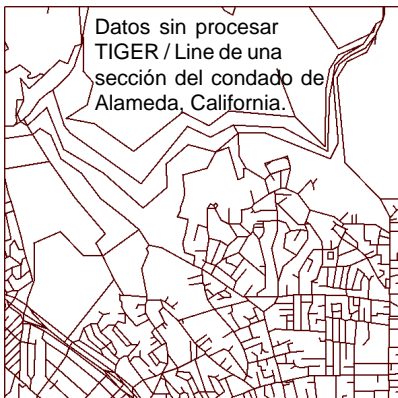 Datos sin procesar
TIGER / Line de una
sección del condado de
Alameda, California.